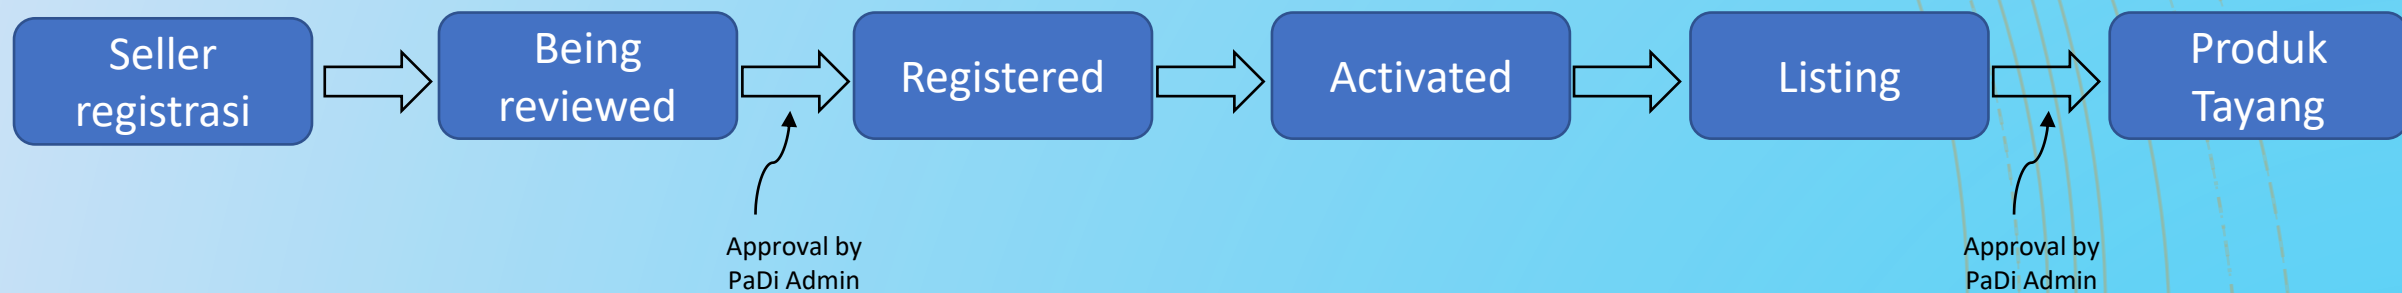 Seller
registrasi
Being
reviewed
Registered
Activated
Listing
Produk
Tayang
Approval by
PaDi Admin
Approval by
PaDi Admin